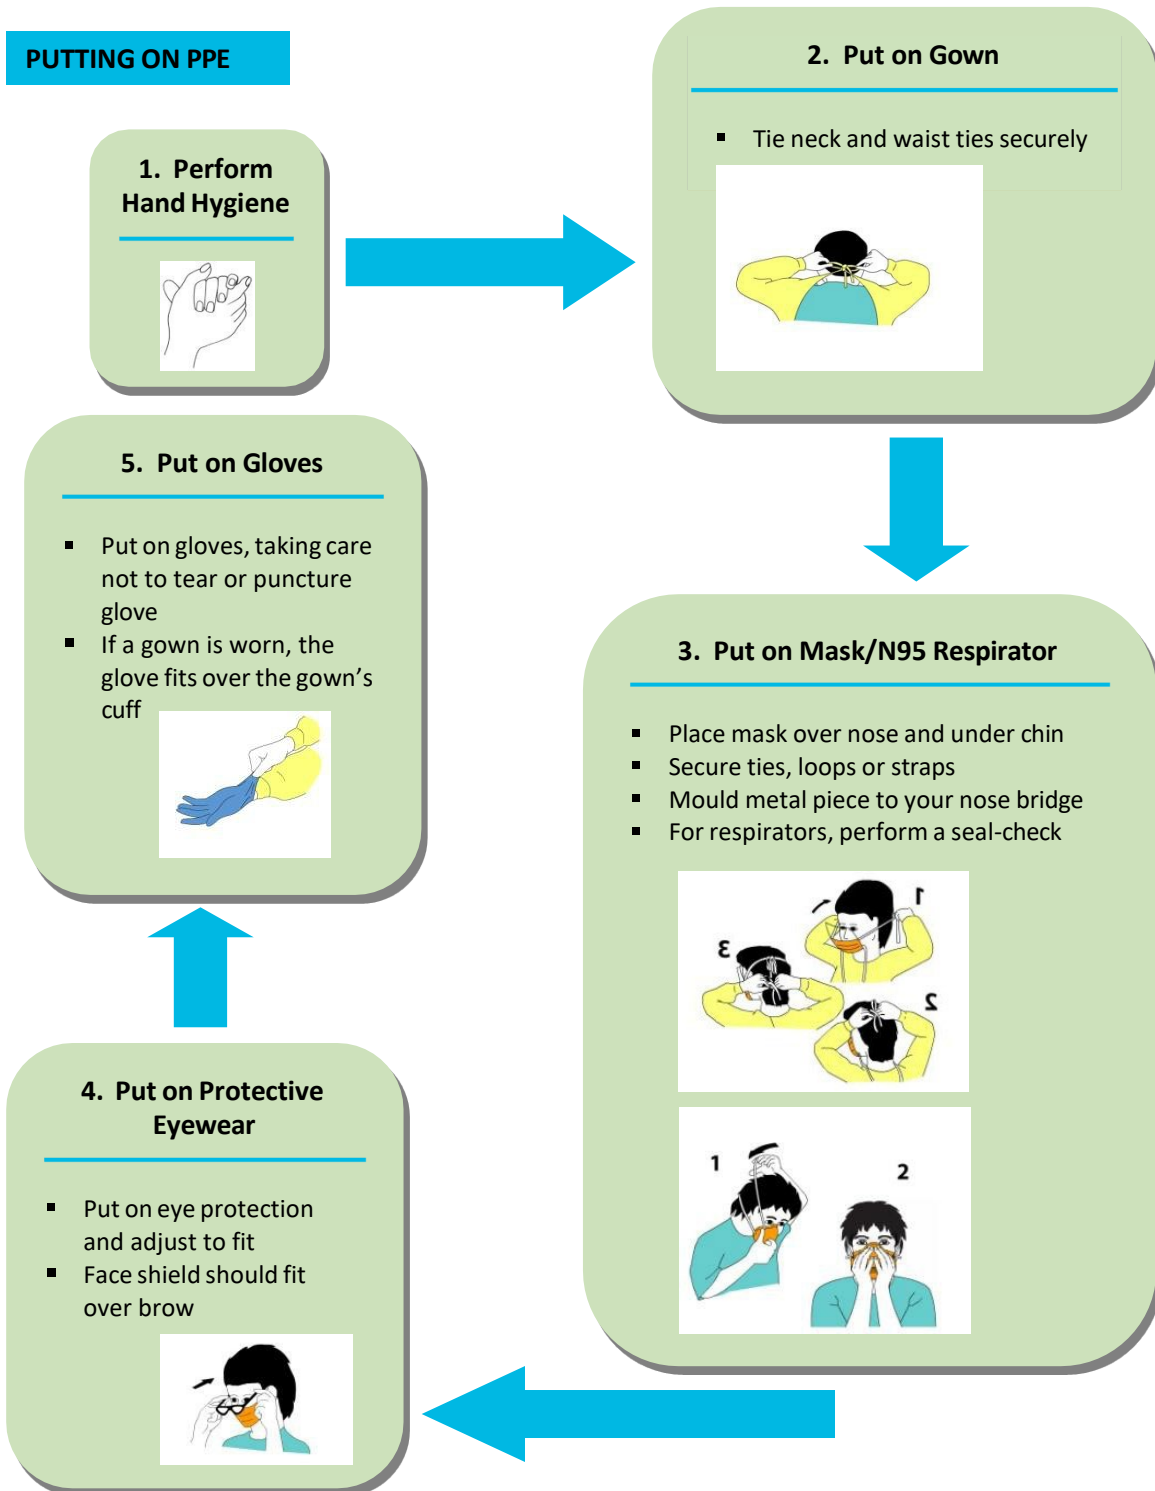 PUTTING ON PPE
1. Perform
Hand Hygiene
2. Put on Gown
▪ Tie neck and waist ties securely
3. Put on Mask/N95 Respirator
▪ Place mask over nose and under chin
▪ Secure ties, loops or straps
▪ Mould metal piece to your nose bridge
▪ For respirators, perform a seal-check
1
3
2
1
2
4. Put on Protective
Eyewear
▪ Put on eye protection
and adjust to fit
▪ Face shield should fit
over brow
5. Put on Gloves
▪ Put on gloves, taking care
not to tear or puncture
glove
▪ If a gown is worn, the
glove fits over the gown’s
cuff